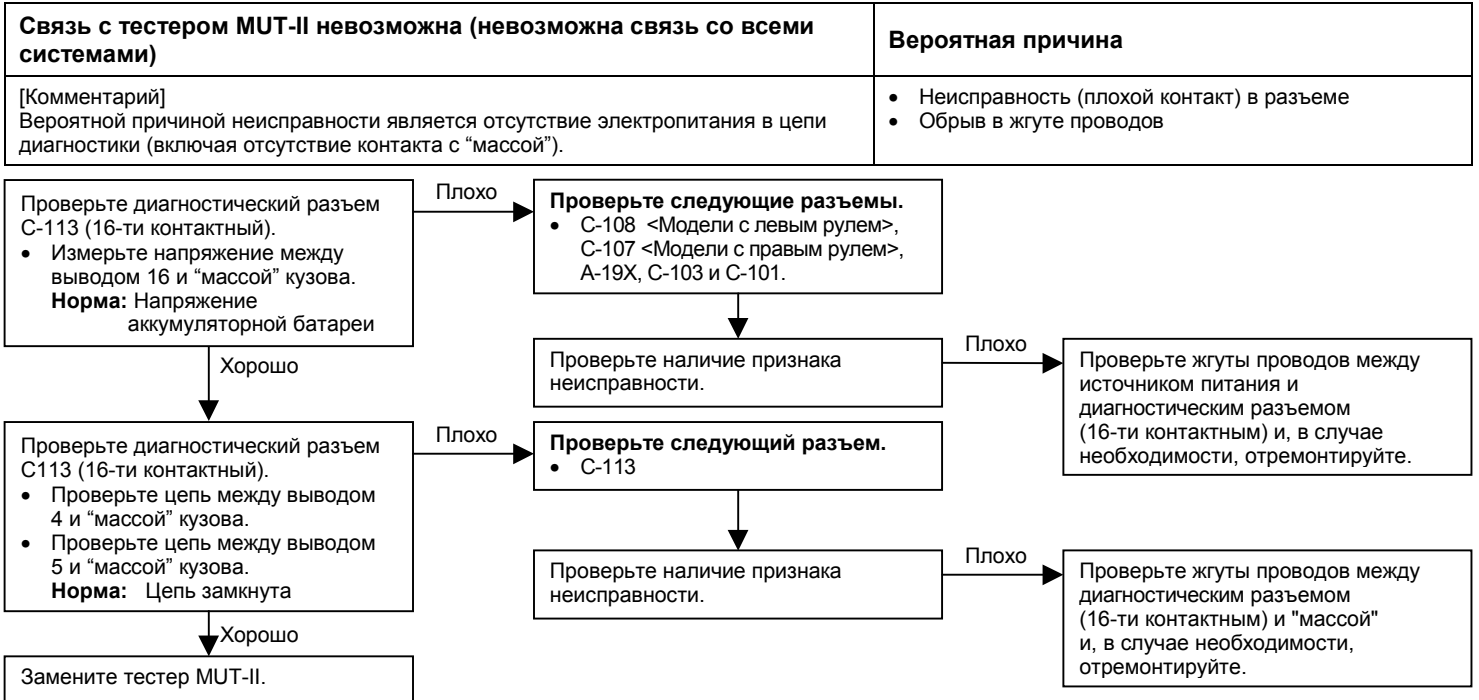 Связь с тестером MUT-II невозможна (невозможна связь со всеми
системами)
Вероятная причина
[Комментарий]
Вероятной причиной неисправности является отсутствие электропитания в цепи
диагностики (включая отсутствие контакта с “массой”).
• Неисправность (плохой контакт) в разъеме
• Обрыв в жгуте проводов
Проверьте диагностический разъем
С-113 (16-ти контактный).
• Измерьте напряжение между
выводом 16 и “массой” кузова.
Норма: Напряжение
аккумуляторной батареи
Плохо
Проверьте следующие разъемы.
• С-108 <Модели с левым рулем>,
С-107 <Модели с правым рулем>,
А-19Х, С-103 и С-101.
Хорошо
Проверьте наличие признака
неисправности.
Плохо
Проверьте жгуты проводов между
источником питания и
диагностическим разъемом
(16-ти контактным) и, в случае
необходимости, отремонтируйте.
Проверьте диагностический разъем
С113 (16-ти контактный).
• Проверьте цепь между выводом
4 и “массой” кузова.
• Проверьте цепь между выводом
5 и “массой” кузова.
Норма: Цепь замкнута
Плохо
Проверьте следующий разъем.
• С-113
Проверьте наличие признака
неисправности.
Плохо
Проверьте жгуты проводов между
диагностическим разъемом
(16-ти контактным) и "массой"
и, в случае необходимости,
отремонтируйте.
Хорошо
Замените тестер MUT-II.